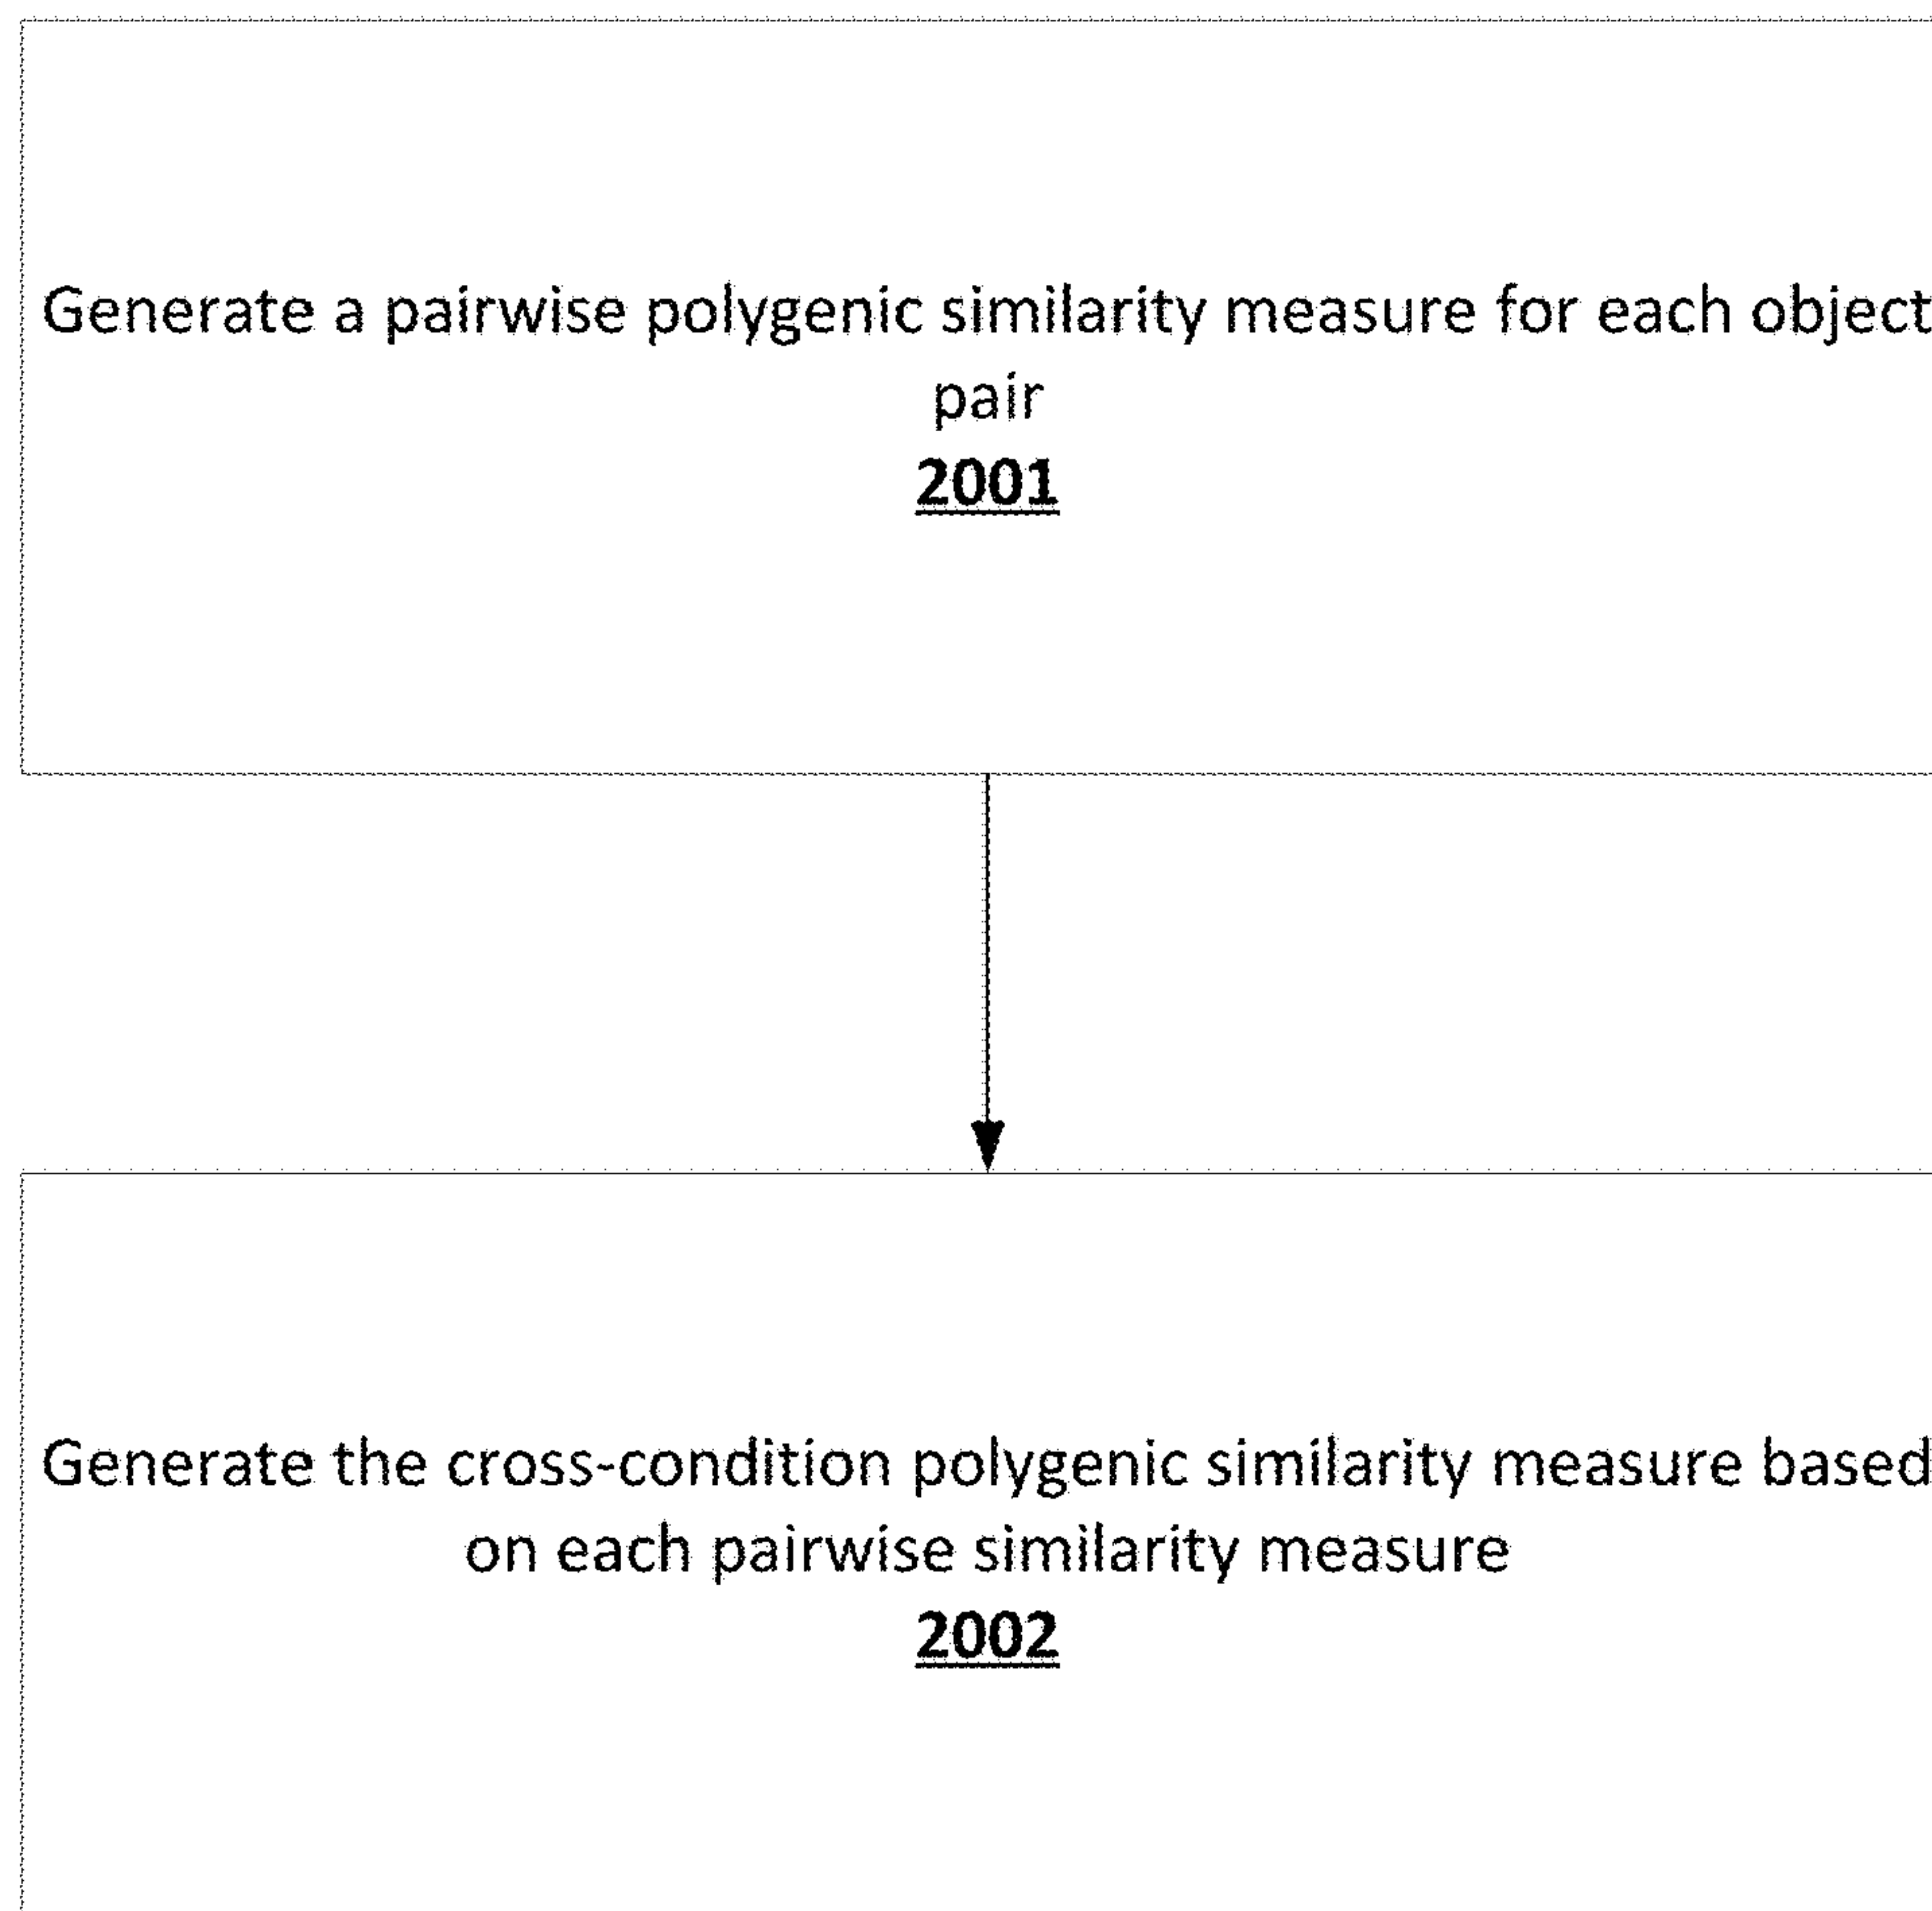 Generate a pairwise polygenic similarity measure for each object
pair
2001
Generate the cross-condition polygenic similarity measure based
on each pairwise similarity measure
2002